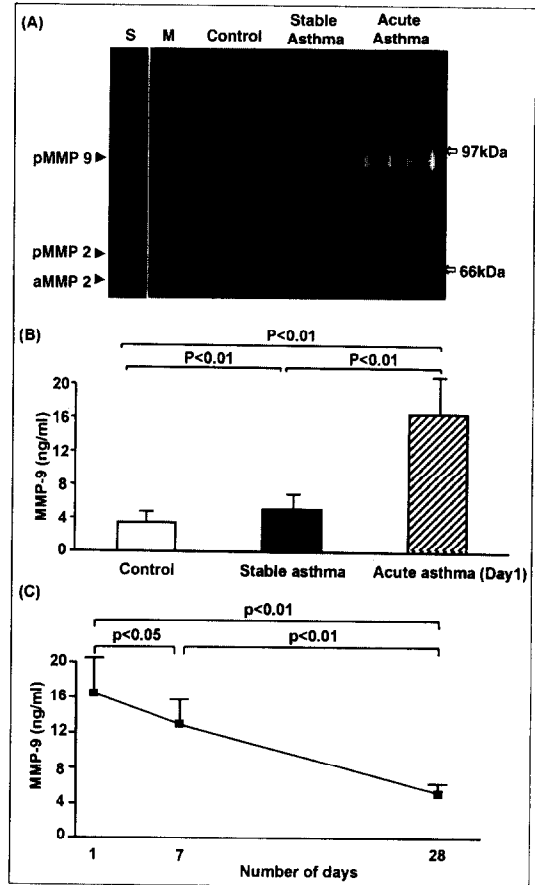 (A)
Stable Acute
S M Control Asthma Asthma
pMMP 9
97kDa
pMMP 2
66kDa
aMMP 2
(B)
P<0.01
P<0.01 P<0.01
20
16
12
8
4
0
MMP-9 (ng/ml)
Control Stable asthma Acute asthma (Day1)
(C)
p<0.01
p<0.05 p<0.01
20
16
12
8
4
0
MMP-9 (ng/ml)
1 7 28
Number of days